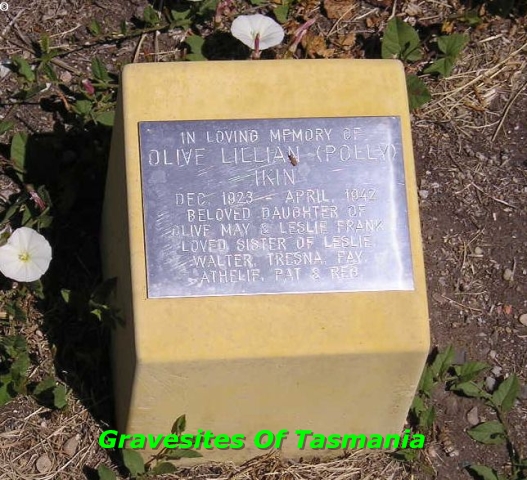 ©
IN LOVING MEMORY OF
OLIVE LILLIAN (POLLY)
IKIN
DEC. 1923 - APRIL. 1942
BELOVED DAUGHTER OF
OLIVE MAY & LESLIE FRANK
LOVED SISTER OF LESLIE,
WALTER, TRESNA, FAY,
ATHELIE, PAT & REG
Gravesites Of Tasmania